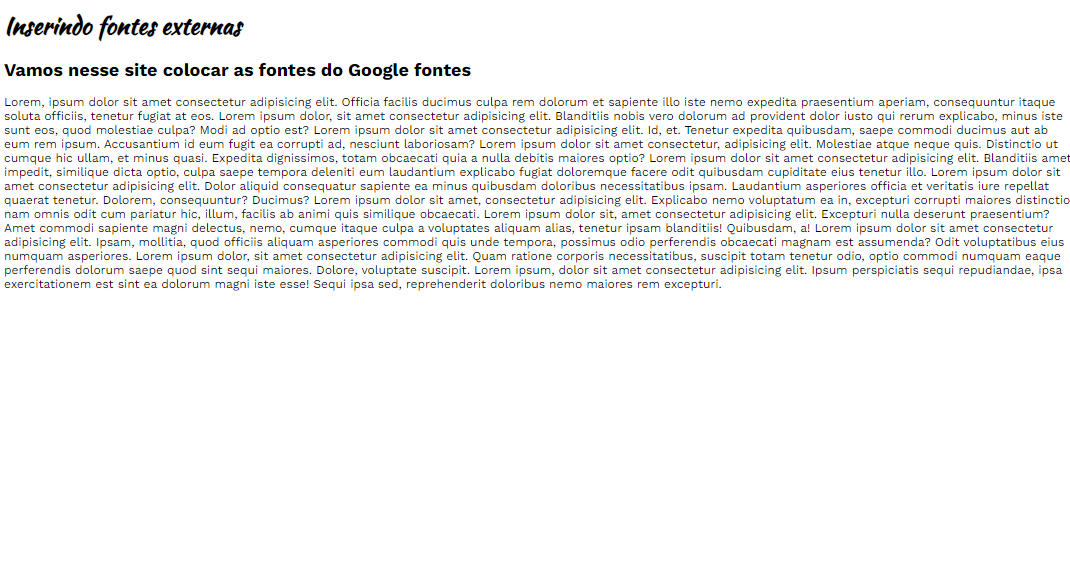 Inserindo fontes externas
Vamos nesse site colocar as fontes do Google fontes
Lorem, ipsum dolor sit amet consectetur adipisicing elit. Officia facilis ducimus culpa rem dolorum et sapiente illo iste nemo expedita praesentium aperiam, consequuntur itaque
soluta officiis, tenetur fugiat at eos. Lorem ipsum dolor, sit amet consectetur adipisicing elit. Blanditiis nobis vero dolorum ad provident dolor iusto qui rerum explicabo, minus iste
sunt eos, quod molestiae culpa? Modi ad optio est? Lorem ipsum dolor sit amet consectetur adipisicing elit. Id, et. Tenetur expedita quibusdam, saepe commodi ducimus aut ab
eum rem ipsum. Accusantium id eum fugit ea corrupti ad, nesciunt laboriosam? Lorem ipsum dolor sit amet consectetur, adipisicing elit. Molestiae atque neque quis. Distinctio ut
cumque hic ullam, et minus quasi. Expedita dignissimos, totam obcaecati quia a nulla debitis maiores optio? Lorem ipsum dolor sit amet consectetur adipisicing elit. Blanditiis amet
impedit, similique dicta optio, culpa saepe tempora deleniti eum laudantium explicabo fugiat doloremque facere odit quibusdam cupiditate eius tenetur illo. Lorem ipsum dolor sit
amet consectetur adipisicing elit. Dolor aliquid consequatur sapiente ea minus quibusdam doloribus necessitatibus ipsam. Laudantium asperiores officia et veritatis iure repellat
quaerat tenetur. Dolorem, consequuntur? Ducimus? Lorem ipsum dolor sit amet, consectetur adipisicing elit. Explicabo nemo voluptatum ea in, excepturi corrupti maiores distinctio
nam omnis odit cum pariatur hic, illum, facilis ab animi quis similique obcaecati. Lorem ipsum dolor sit, amet consectetur adipisicing elit. Excepturi nulla deserunt praesentium?
Amet commodi sapiente magni delectus, nemo, cumque itaque culpa a voluptates aliquam alias, tenetur ipsam blanditiis! Quibusdam, a! Lorem ipsum dolor sit amet consectetur
adipisicing elit. Ipsam, mollitia, quod officiis aliquam asperiores commodi quis unde tempora, possimus odio perferendis obcaecati magnam est assumenda? Odit voluptatibus eius
numquam asperiores. Lorem ipsum dolor, sit amet consectetur adipisicing elit. Quam ratione corporis necessitatibus, suscipit totam tenetur odio, optio commodi numquam eaque
perferendis dolorum saepe quod sint sequi maiores. Dolore, voluptate suscipit. Lorem ipsum, dolor sit amet consectetur adipisicing elit. Ipsum perspiciatis sequi repudiandae, ipsa
exercitationem est sint ea dolorum magni iste esse! Sequi ipsa sed, reprehenderit doloribus nemo maiores rem excepturi.